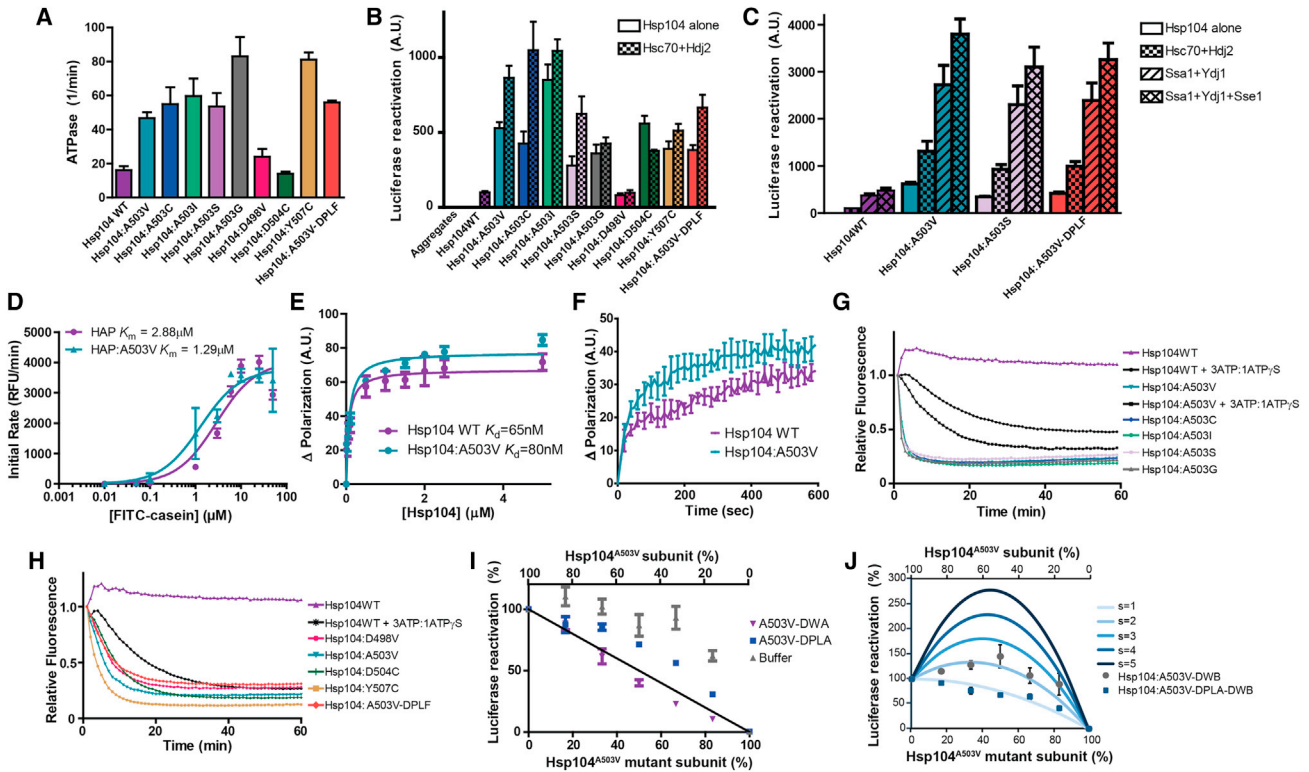 A
ATPase (1/min)
100
80
60
40
20
0
Hsp104 WT
Hsp104:A503V
Hsp104:A503C
Hsp104:A503I
Hsp104:A503S
Hsp104:A503G
Hsp104:D498V
Hsp104:D504C
Hsp104:Y507C
Hsp104:A503V-DPLF
B
Luciferase reactivation (A.U.)
1000
500
0
Hsp104 alone
Hsc70+Hdj2
Aggregates
Hsp104WT
Hsp104:A503V
Hsp104:A503C
Hsp104:A503I
Hsp104:A503S
Hsp104:A503G
Hsp104:D498V
Hsp104:D504C
Hsp104:Y507C
Hsp104:A503V-DPLF
C
Luciferase reactivation (A.U.)
4000
3000
2000
1000
0
Hsp104 alone
Hsc70+Hdj2
Ssa1+Ydj1
Ssa1+Ydj1+Sse1
Hsp104WT
Hsp104:A503V
Hsp104:A503S
Hsp104:A503V-DPLF
D
Initial Rate (RFU/min)
5000
4000
3000
2000
1000
0
HAP Km = 2.88μM
HAP:A503V Km = 1.29μM
0.001 0.01 0.1 1 10 100
[FITC-casein] (μM)
E
Δ Polarization (A.U.)
100
80
60
40
20
0
Hsp104 WT Kd=65nM
Hsp104:A503V Kd=80nM
0 2 4
[Hsp104] (μM)
F
Δ Polarization (A.U.)
50
40
30
20
10
0
Hsp104 WT
Hsp104:A503V
0 200 400 600
Time (sec)
G
Relative Fluorescence
1.0
0.5
0
Hsp104WT
Hsp104WT + 3ATP:1ATPγS
Hsp104:A503V
Hsp104:A503V + 3ATP:1ATPγS
Hsp104:A503C
Hsp104:A503I
Hsp104:A503S
Hsp104:A503G
0 20 40 60
Time (min)
H
Relative Fluorescence
1.0
0.5
0
Hsp104WT
Hsp104WT + 3ATP:1ATPγS
Hsp104:D498V
Hsp104:A503V
Hsp104:D504C
Hsp104:Y507C
Hsp104: A503V-DPLF
0 20 40 60
Time (min)
I
Hsp104A503V subunit (%)
100 80 60 40 20 0
Luciferase reactivation (%)
100
50
0
A503V-DWA
A503V-DPLA
Buffer
0 20 40 60 80 100
Hsp104A503V mutant subunit (%)
J
Hsp104A503V subunit (%)
100 80 60 40 20 0
Luciferase reactivation (%)
300
250
200
150
100
50
0
s=1
s=2
s=3
s=4
s=5
Hsp104:A503V-DWB
Hsp104:A503V-DPLA-DWB
0 20 40 60 80 100
Hsp104A503V mutant subunit (%)